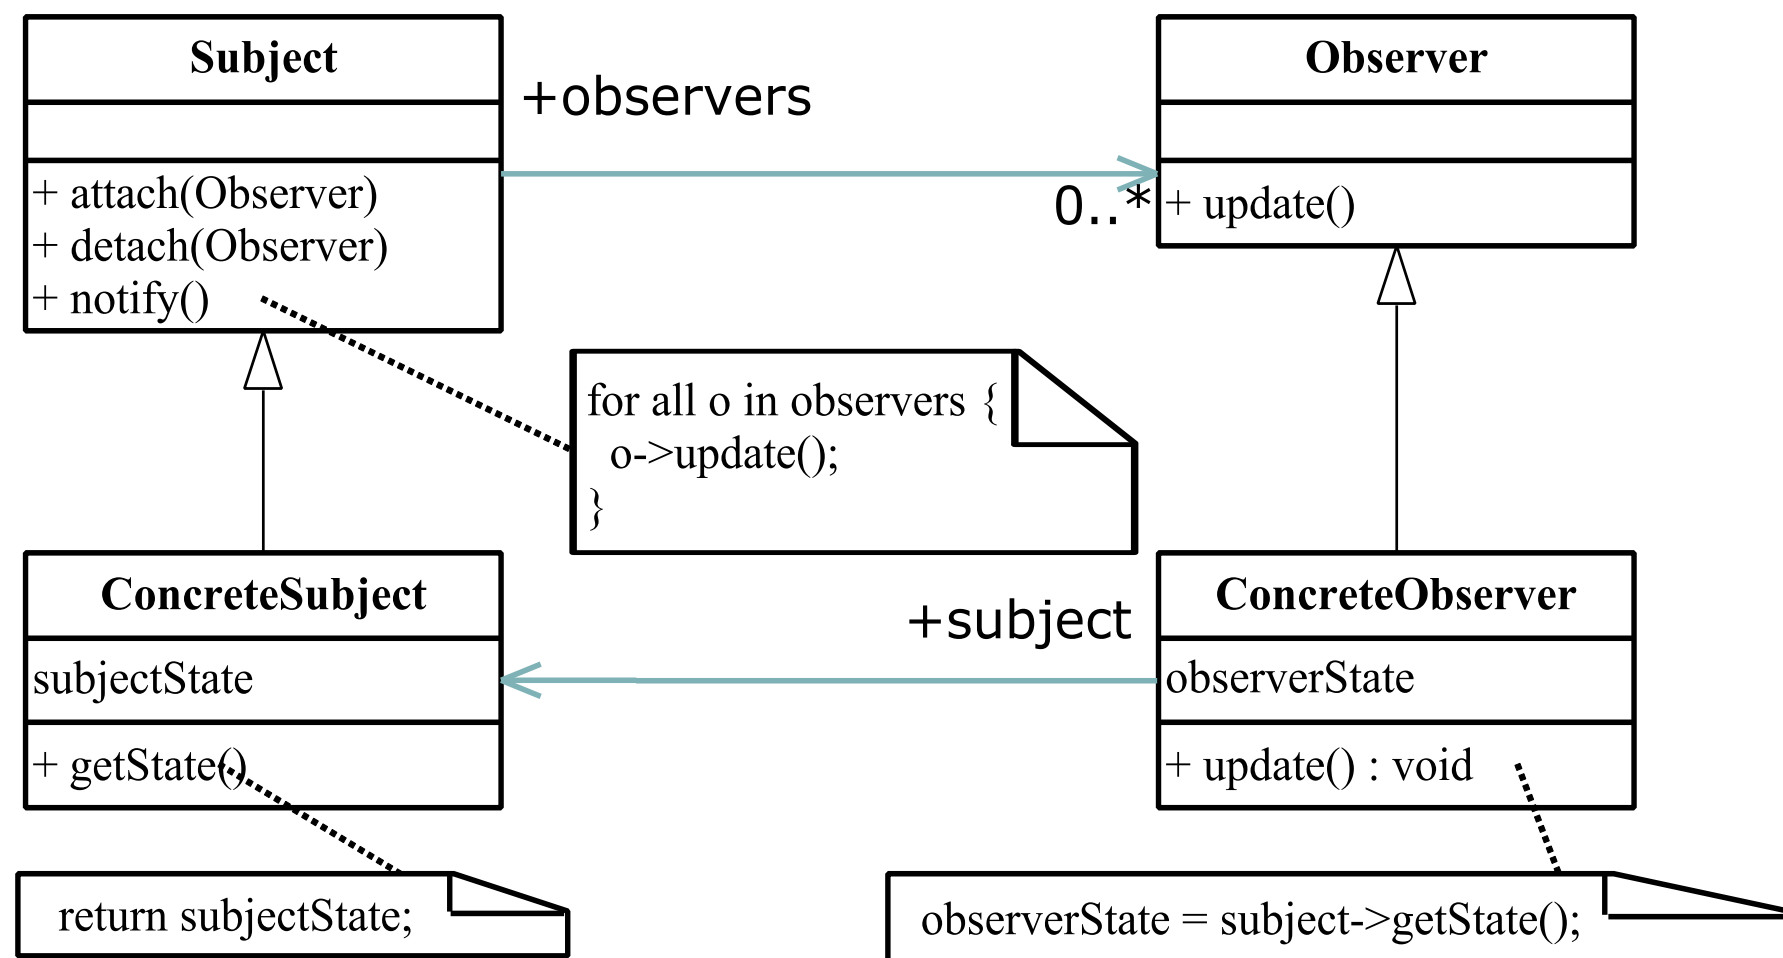 Subject
+ attach(Observer)
+ detach(Observer)
+ notify()
+observers
0..*
Observer
+ update()
for all o in observers {
o->update();
}
ConcreteSubject
subjectState
+ getState()
+subject
ConcreteObserver
observerState
+ update() : void
return subjectState;
observerState = subject->getState();